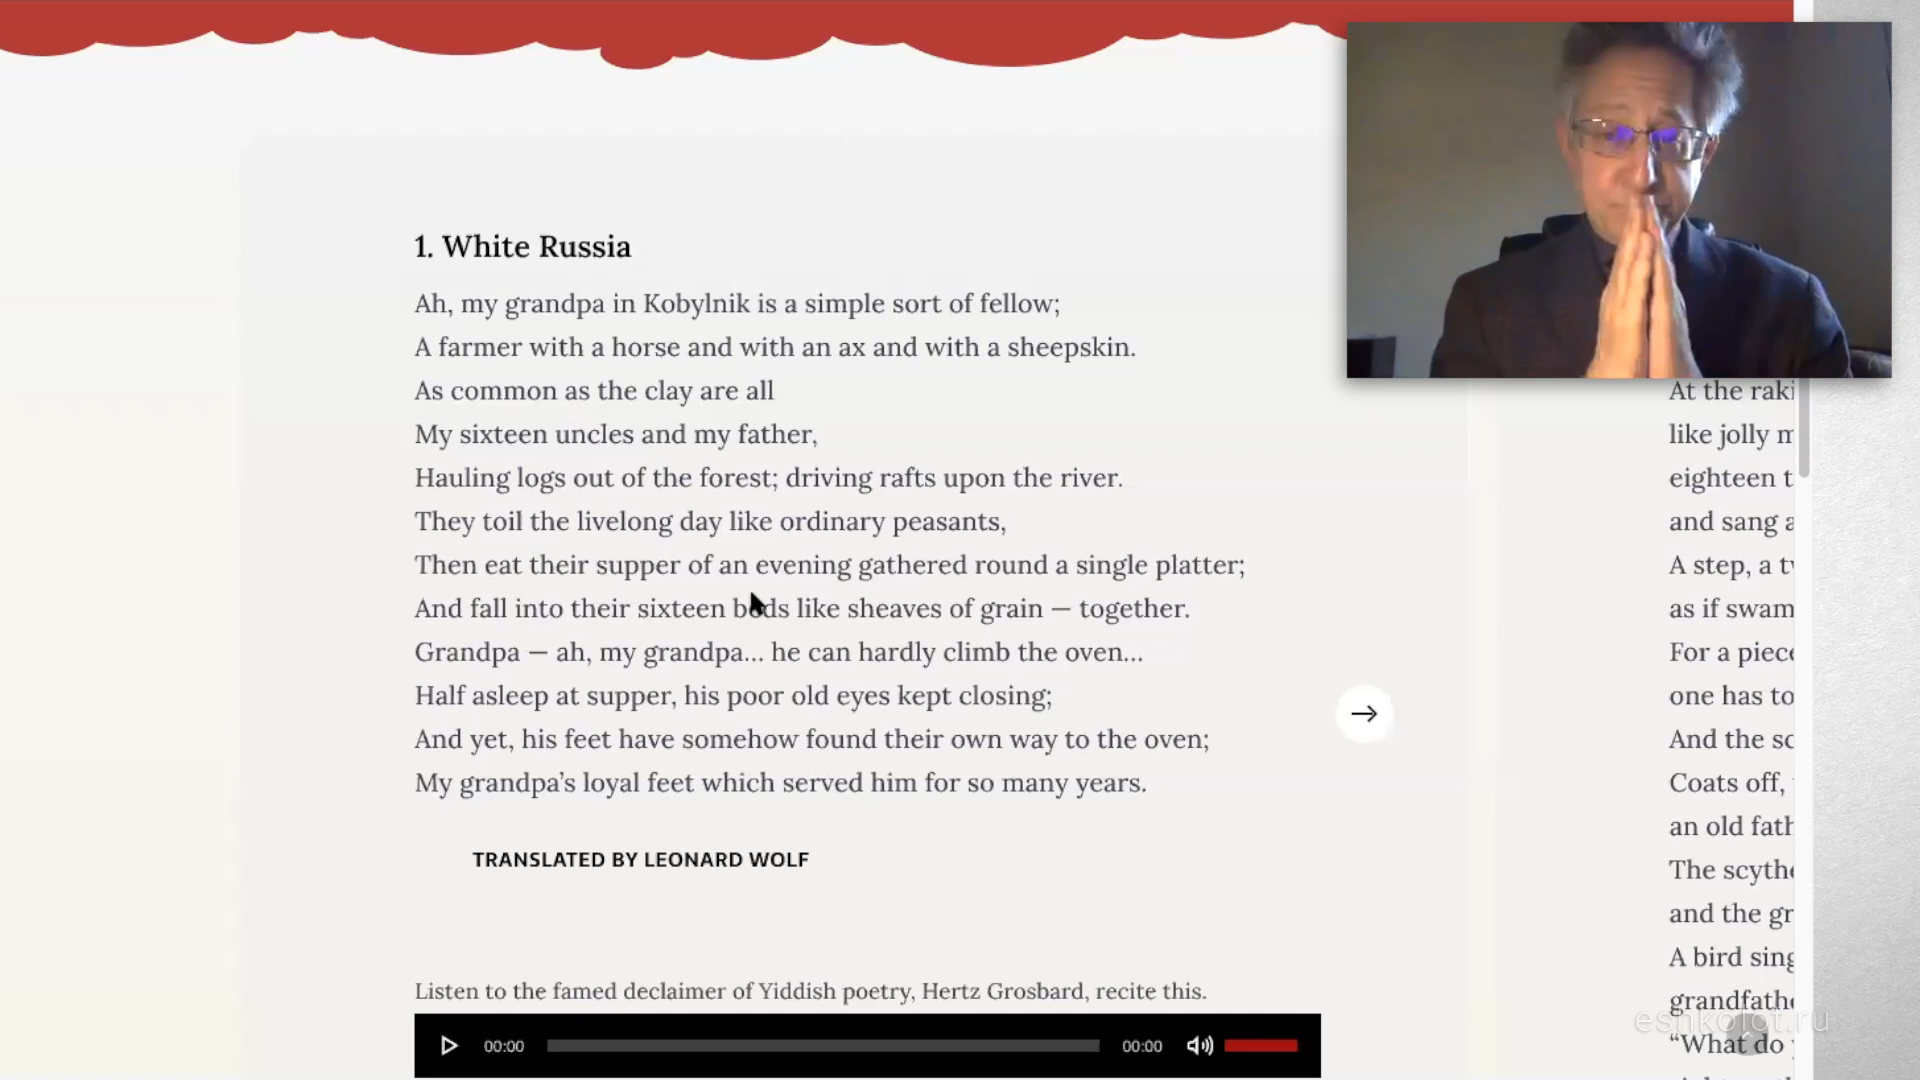 1. White Russia
Ah, my grandpa in Kobylnik is a simple sort of fellow;
A farmer with a horse and with an ax and with a sheepskin.
As common as the clay are all
My sixteen uncles and my father,
Hauling logs out of the forest; driving rafts upon the river.
They toil the livelong day like ordinary peasants,
Then eat their supper of an evening gathered round a single platter;
And fall into their sixteen beds like sheaves of grain — together.
Grandpa — ah, my grandpa... he can hardly climb the oven...
Half asleep at supper, his poor old eyes kept closing;
And yet, his feet have somehow found their own way to the oven;
My grandpa's loyal feet which served him for so many years.
TRANSLATED BY LEONARD WOLF
Listen to the famed declaimer of Yiddish poetry, Hertz Grosbard, recite this.
00:00 00:00
At the raki
like jolly m
eighteen t
and sang a
A step, a tw
as if swam
For a piece
one has to
And the sc
Coats off,
an old fath
The scythe
and the gr
A bird sing
grandfathe
"What do
eshkolot.ru